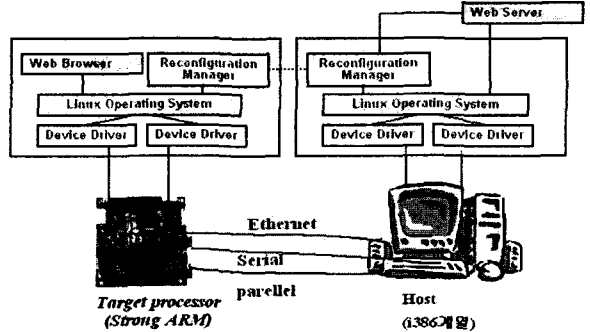 Web Server
Web Browser
Reconfiguration
Manager
Linux Operating System
Device Driver
Device Driver
Reconfiguration
Manager
Linux Operating System
Device Driver
Device Driver
Ethernet
Serial
parellel
Target processor
(Strong ARM)
Host
(i386계열)